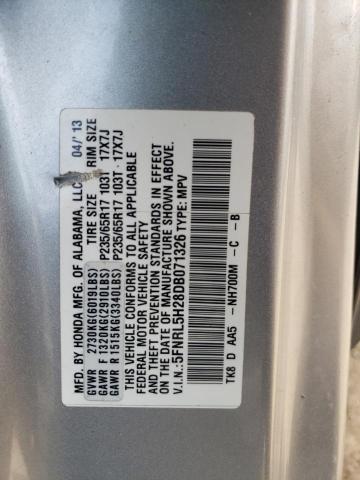 MFD. BY HONDA MFG. OF ALABAMA, LLC 04/'13
TIRE SIZE RIM SIZE
GVWR 2730KG(6019LBS)
GAWR F 1320KG(2910LBS) P235/65R17 103T 17X7J
GAWR R 1515KG(3340LBS) P235/65R17 103T - 17X7J
THIS VEHICLE CONFORMS TO ALL APPLICABLE
FEDERAL MOTOR VEHICLE SAFETY
AND THEFT PREVENTION STANDARDS IN EFFECT
ON THE DATE OF MANUFACTURE SHOWN ABOVE.
V.I.N.: 5FNRL5H28DB071326 TYPE: MPV
TK8 D AA5 - NH700M - C - B